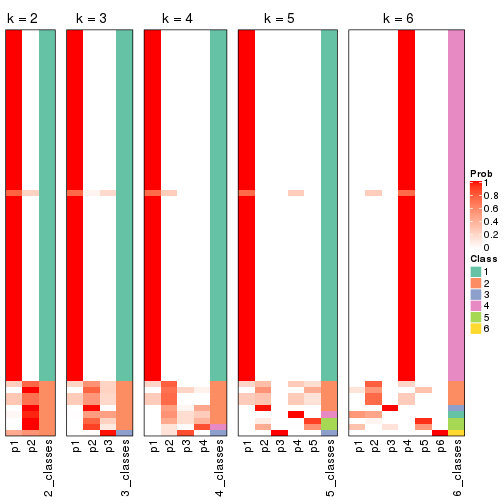 k = 2
k = 3
k = 4
k = 5
k = 6
Prob
1
0.8
0.6
0.4
0.2
0
Class
1
2
3
4
5
6
p1
p2
2_classes
p1
p2
p3
3_classes
p1
p2
p3
p4
4_classes
p1
p2
p3
p4
p5
5_classes
p1
p2
p3
p4
p5
p6
6_classes